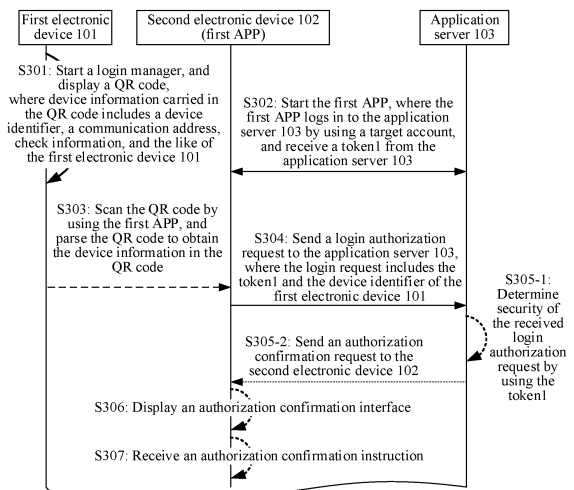 First electronic
device 101
Second electronic device 102
(first APP)
Application
server 103
S301: Start a login manager, and
display a QR code,
where device information carried in
the QR code includes a device
identifier, a communication address,
check information, and the like of
the first electronic device 101
S302: Start the first APP, where the
first APP logs in to the application
server 103 by using a target account,
and receive a token1 from the
application server 103
S303: Scan the QR code by
using the first APP, and
parse the QR code to obtain
the device information in the
QR code
S304: Send a login authorization
request to the application server 103,
where the login request includes the
token1 and the device identifier of the
first electronic device 101
S305-1:
Determine
security of
the received
login
authorization
request by
using the
token1
S305-2: Send an authorization
confirmation request to the
second electronic device 102
S306: Display an authorization confirmation interface
S307: Receive an authorization confirmation instruction